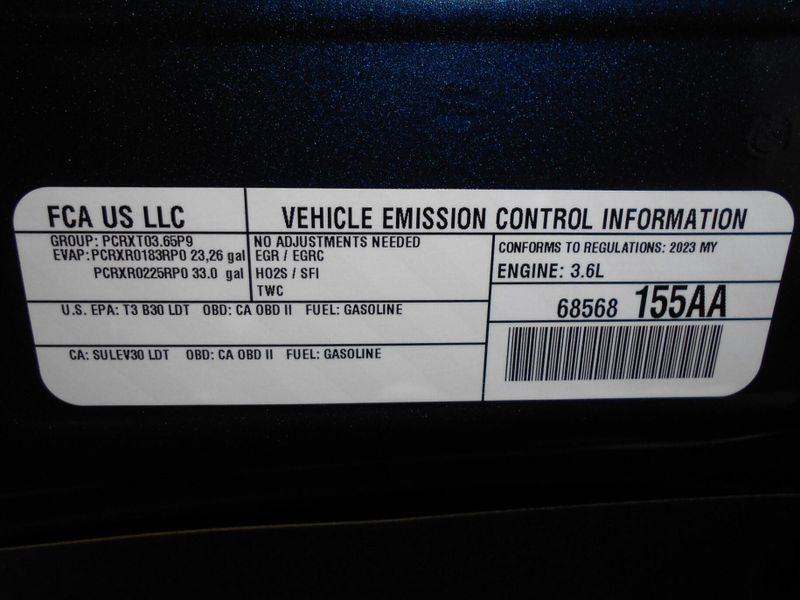 FCA US LLC
VEHICLE EMISSION CONTROL INFORMATION
GROUP: PCRXT03.65P9
EVAP: PCRXR0183RP0 23,26 gal
PCRXR0225RP0 33.0 gal
NO ADJUSTMENTS NEEDED
EGR / EGRC
HO2S / SFI
TWC
CONFORMS TO REGULATIONS: 2023 MY
ENGINE: 3.6L
U.S. EPA: T3 B30 LDT OBD: CA OBD II FUEL: GASOLINE
68568 155AA
CA: SULEV30 LDT OBD: CA OBD II FUEL: GASOLINE